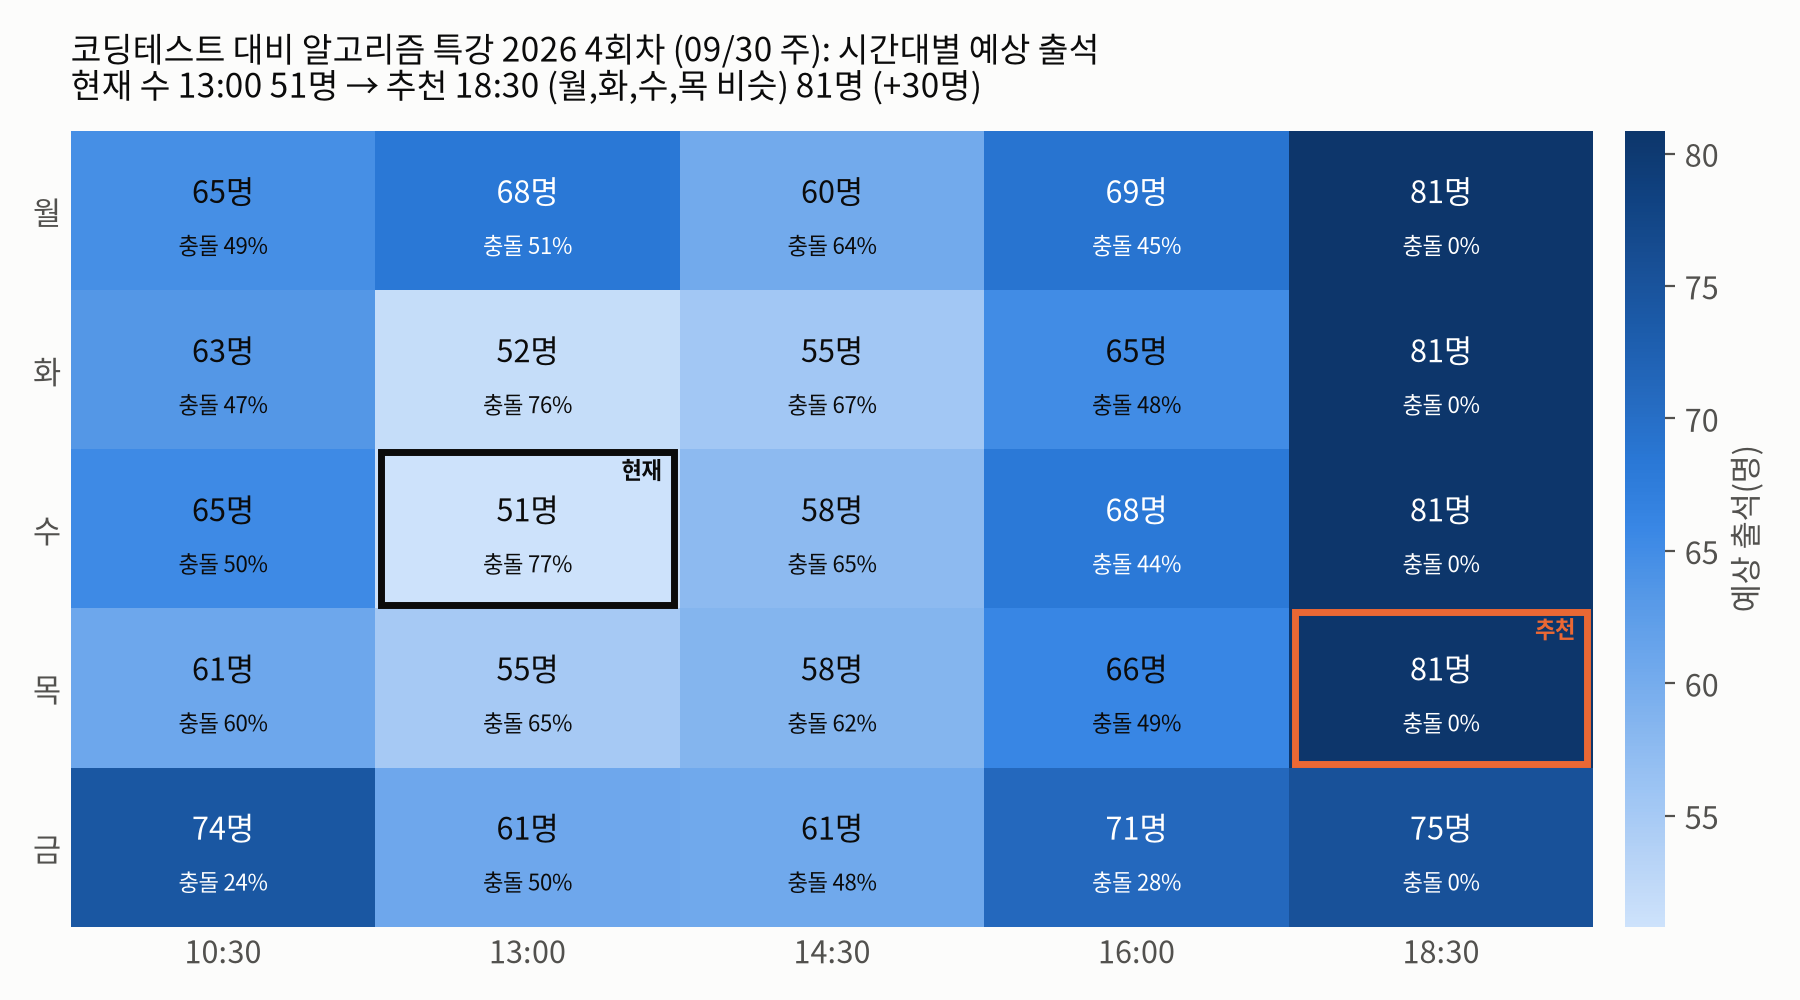 코딩테스트 대비 알고리즘 특강 2026 4회차 (09/30 주): 시간대별 예상 출석
현재 수 13:00 51명 → 추천 18:30 (월,화,수,목 비슷) 81명 (+30명)
월
65명
충돌 49%
68명
충돌 51%
60명
충돌 64%
69명
충돌 45%
81명
충돌 0%
화
63명
충돌 47%
52명
충돌 76%
55명
충돌 67%
65명
충돌 48%
81명
충돌 0%
수
65명
충돌 50%
현재
51명
충돌 77%
58명
충돌 65%
68명
충돌 44%
81명
충돌 0%
목
61명
충돌 60%
55명
충돌 65%
58명
충돌 62%
66명
충돌 49%
추천
81명
충돌 0%
금
74명
충돌 24%
61명
충돌 50%
61명
충돌 48%
71명
충돌 28%
75명
충돌 0%
10:30
13:00
14:30
16:00
18:30
80
75
70
65
60
55
예상 출석(명)